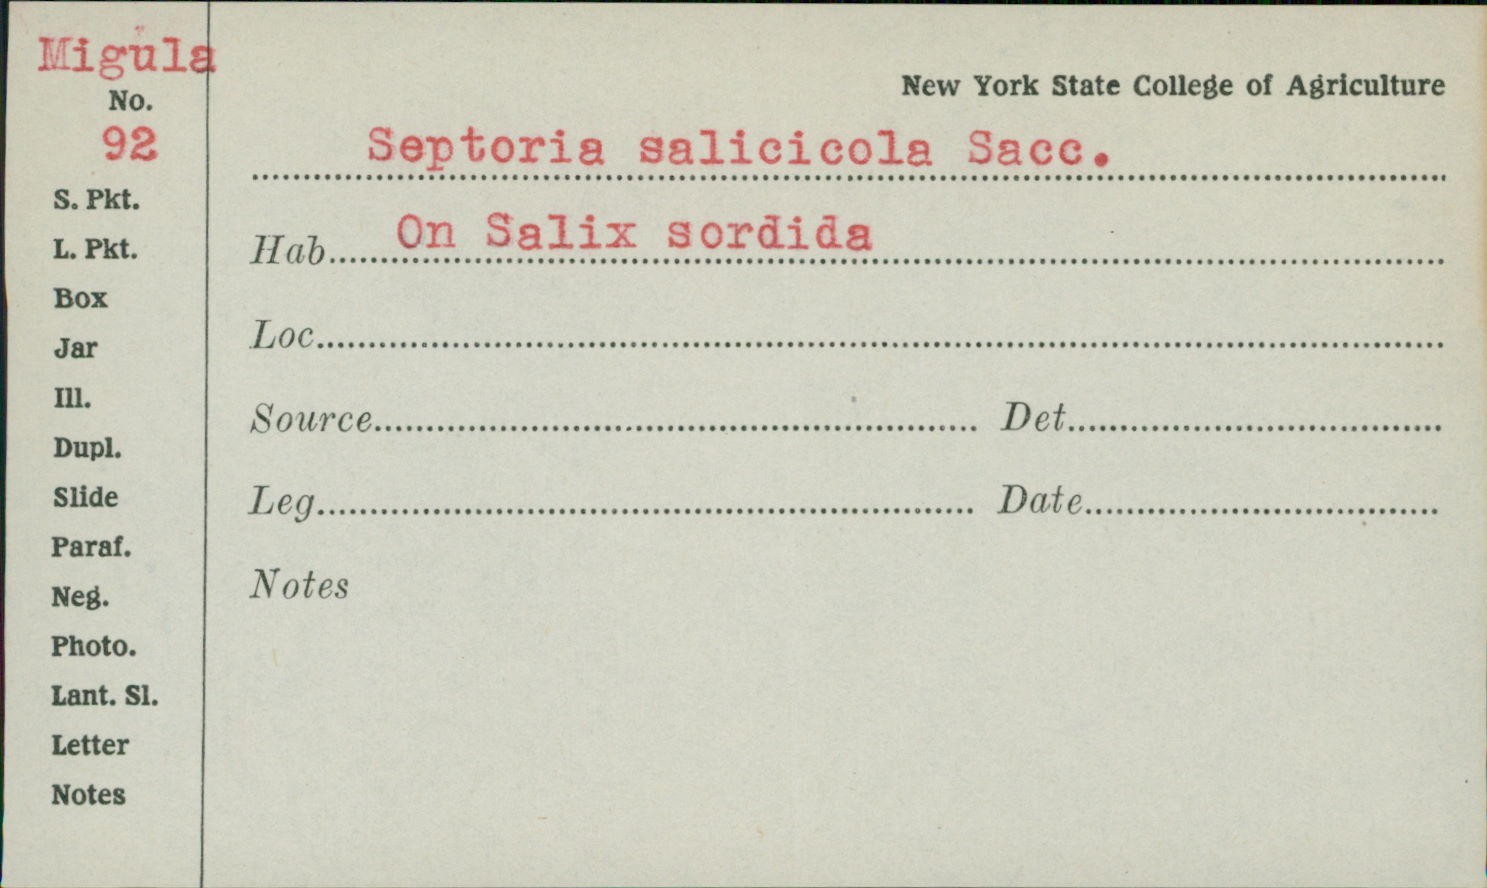 Migula
No.
92
S. Pkt.
L. Pkt.
Box
Jar
Ill.
Dupl.
Slide
Paraf.
Neg.
Photo.
Lant. Sl.
Letter
Notes
New York State College of Agriculture
Septoria salicicola Sacc.
Hab. On Salix sordida
Loc.
Source Det.
Leg. Date
Notes